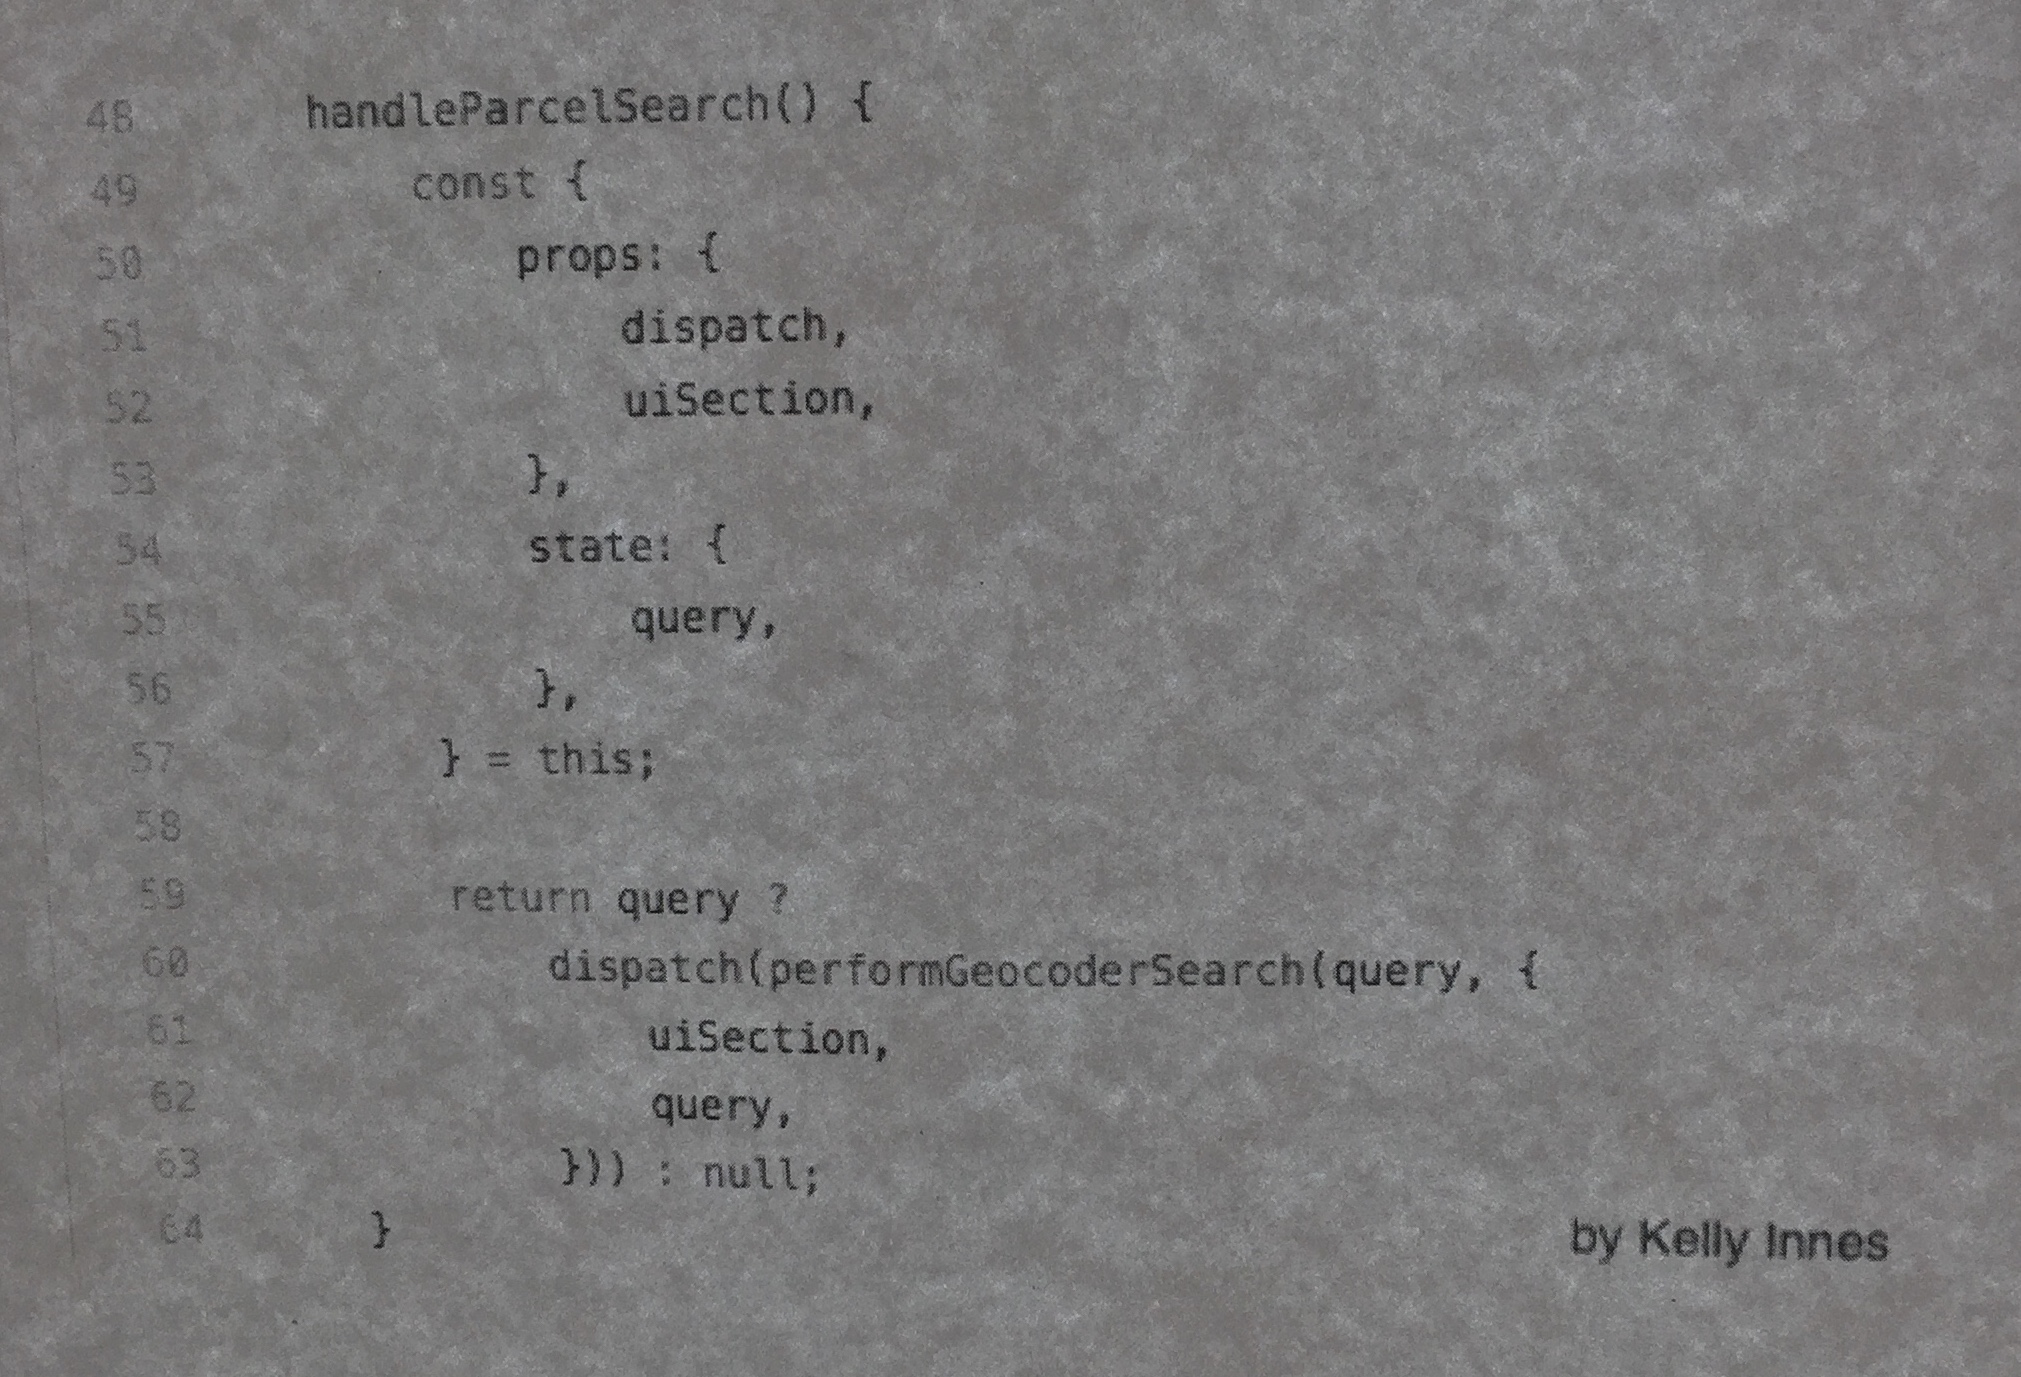 48 handleParcelSearch() {
49 const {
50 props: {
51 dispatch,
52 uiSection,
53 },
54 state: {
55 query,
56 },
57 } = this;
58
59 return query ?
60 dispatch(performGeocoderSearch(query, {
61 uiSection,
62 query,
63 })) : null;
64 }
by Kelly Innes